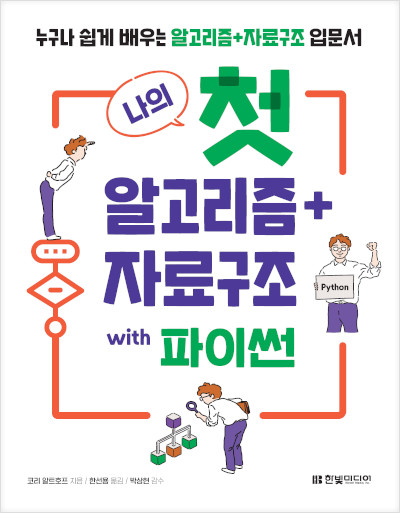 누구나 쉽게 배우는 알고리즘+자료구조 입문서
나의
첫
알고리즘+
자료구조
Python
with 파이썬
코리 알트호프 지음 / 한선용 옮김 / 박상현 감수
한빛미디어